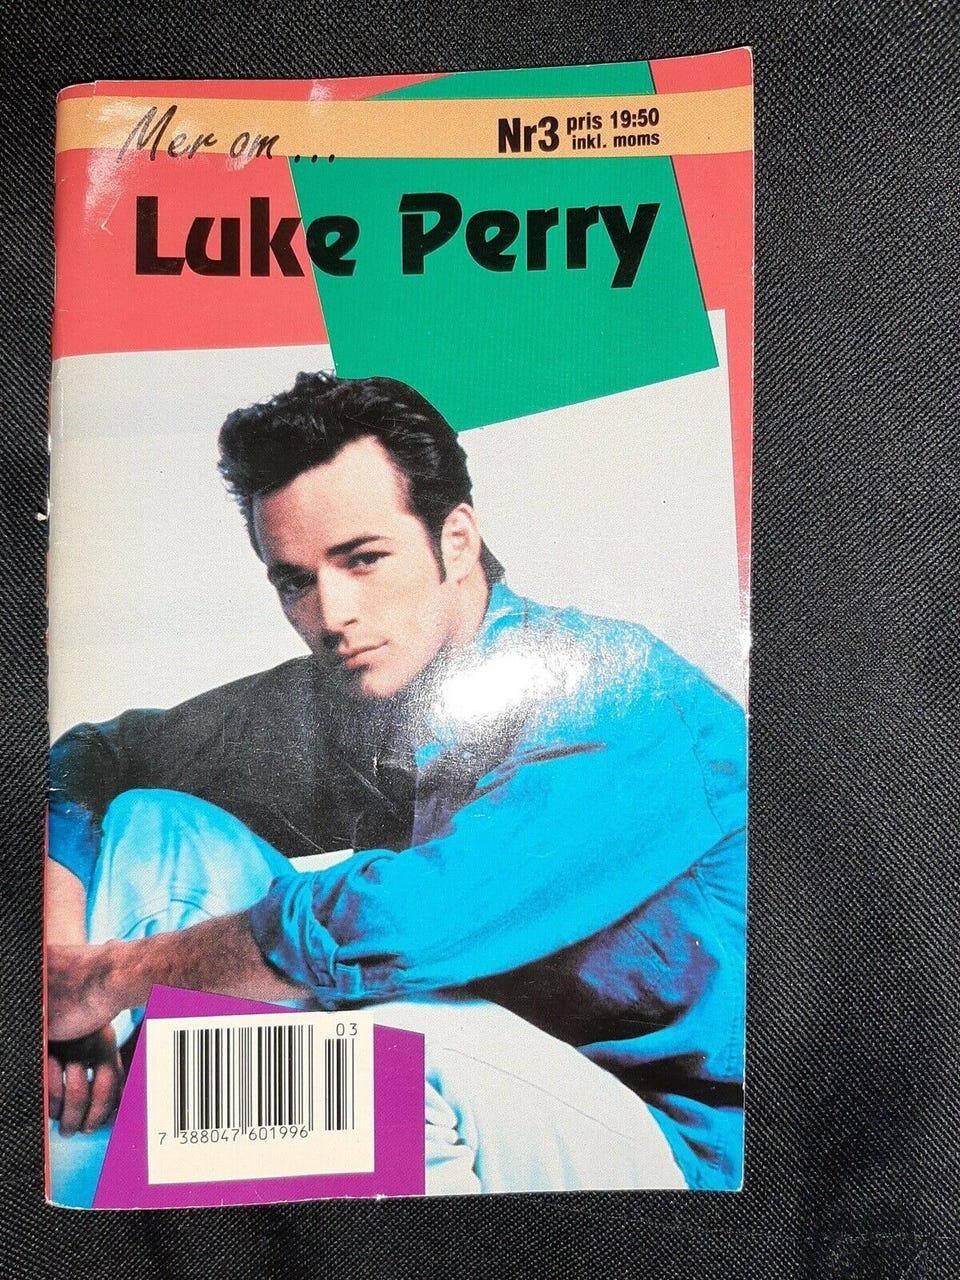 Mer om...
Nr3 pris 19:50
inkl. moms
Luke Perry
03
7 388047 601996